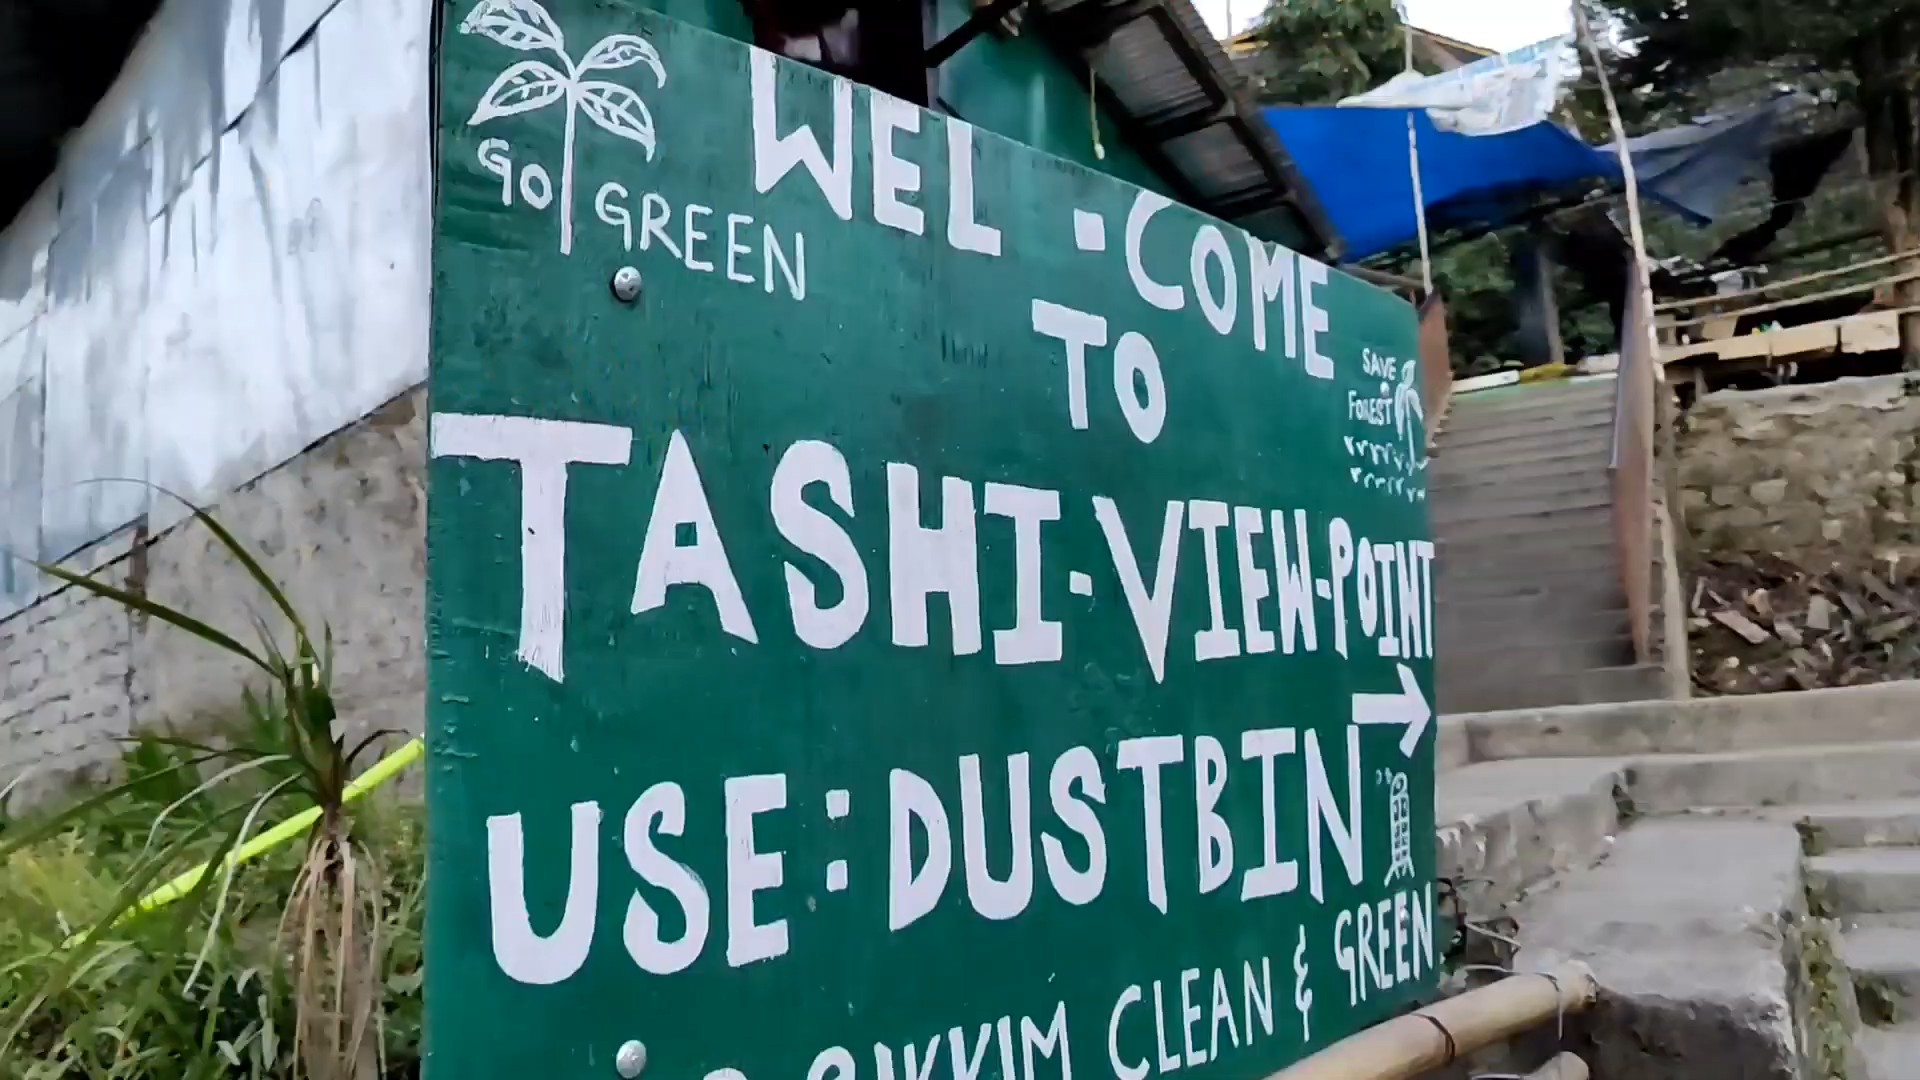 GO GREEN
WEL-COME
TO
SAVE
FOREST
TASHI-VIEW-POINT
USE: DUSTBIN
SIKKIM CLEAN & GREEN